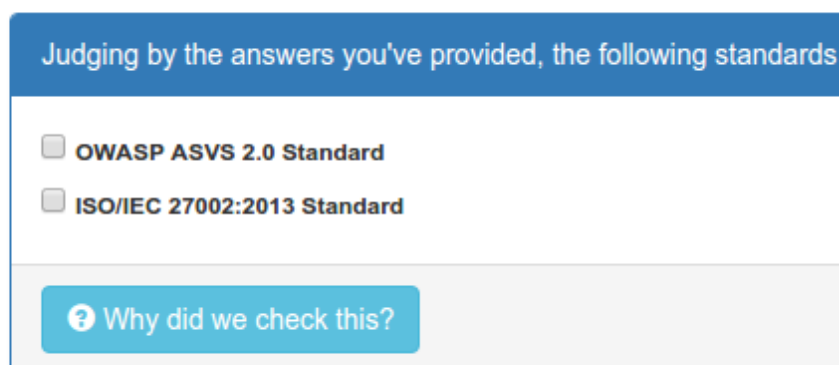 Judging by the answers you've provided, the following standards
OWASP ASVS 2.0 Standard
ISO/IEC 27002:2013 Standard
Why did we check this?